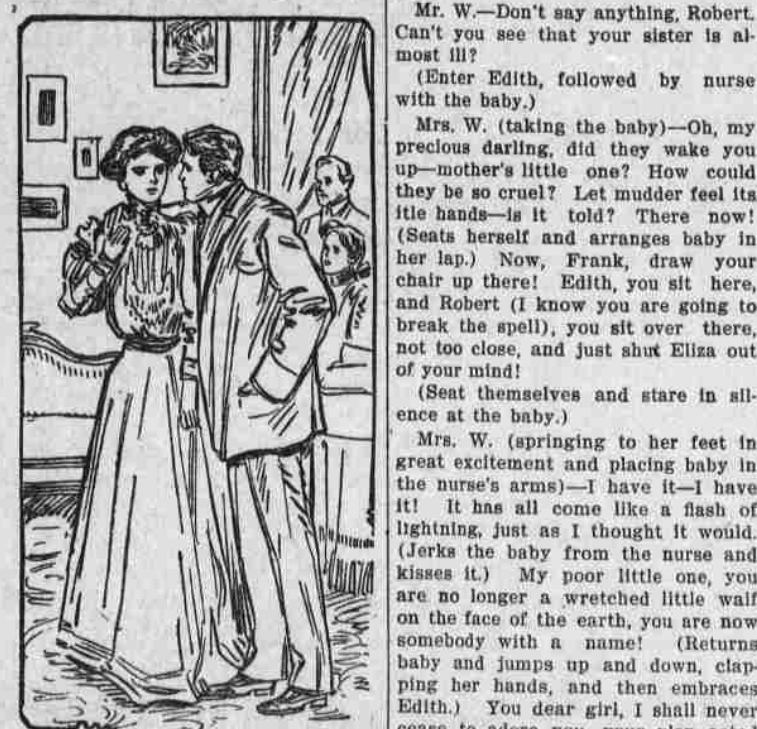 Mr. W.—Don't say anything, Robert.
Can't you see that your sister is al-
most ill?
(Enter Edith, followed by nurse
with the baby.)
Mrs. W. (taking the baby)—Oh, my
precious darling, did they wake you
up—mother's little one? How could
they be so cruel? Let mudder feel its
itle hands—is it told? There now!
(Seats herself and arranges baby in
her lap.) Now, Frank, draw your
chair up there! Edith, you sit here,
and Robert (I know you are going to
break the spell), you sit over there,
not too close, and just shut Eliza out
of your mind!
(Seat themselves and stare in sil-
ence at the baby.)
Mrs. W. (springing to her feet in
great excitement and placing baby in
the nurse's arms)—I have it—I have
it! It has all come like a flash of
lightning, just as I thought it would.
(Jerks the baby from the nurse and
kisses it.) My poor little one, you
are no longer a wretched little waif
on the face of the earth, you are now
somebody with a name! (Returns
baby and jumps up and down, clap-
ping her hands, and then embraces
Edith.) You dear girl, I shall never
cease to adore you, your plan